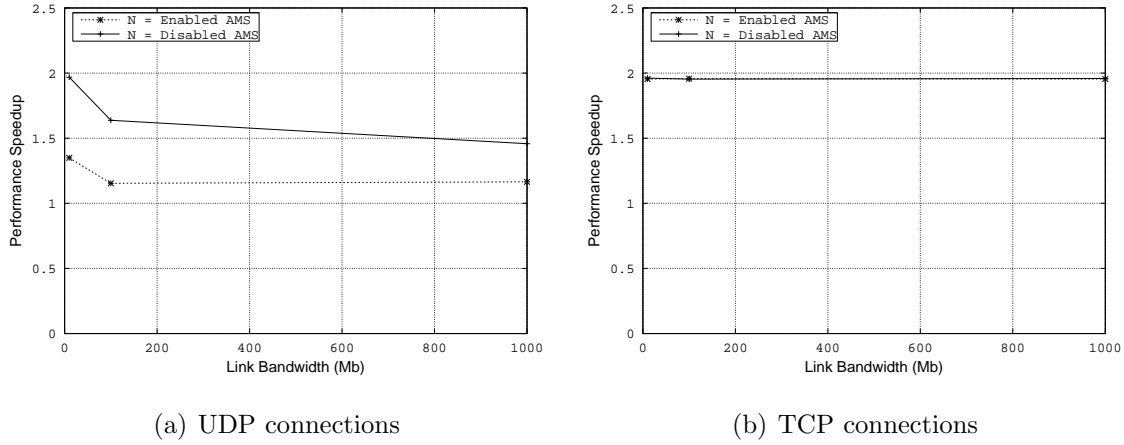 2.5
2
1.5
1
0.5
0
Performance Speedup
N = Enabled AMS
N = Disabled AMS
0 200 400 600 800 1000
Link Bandwidth (Mb)
(a) UDP connections
2.5
2
1.5
1
0.5
0
Performance Speedup
N = Enabled AMS
N = Disabled AMS
0 200 400 600 800 1000
Link Bandwidth (Mb)
(b) TCP connections